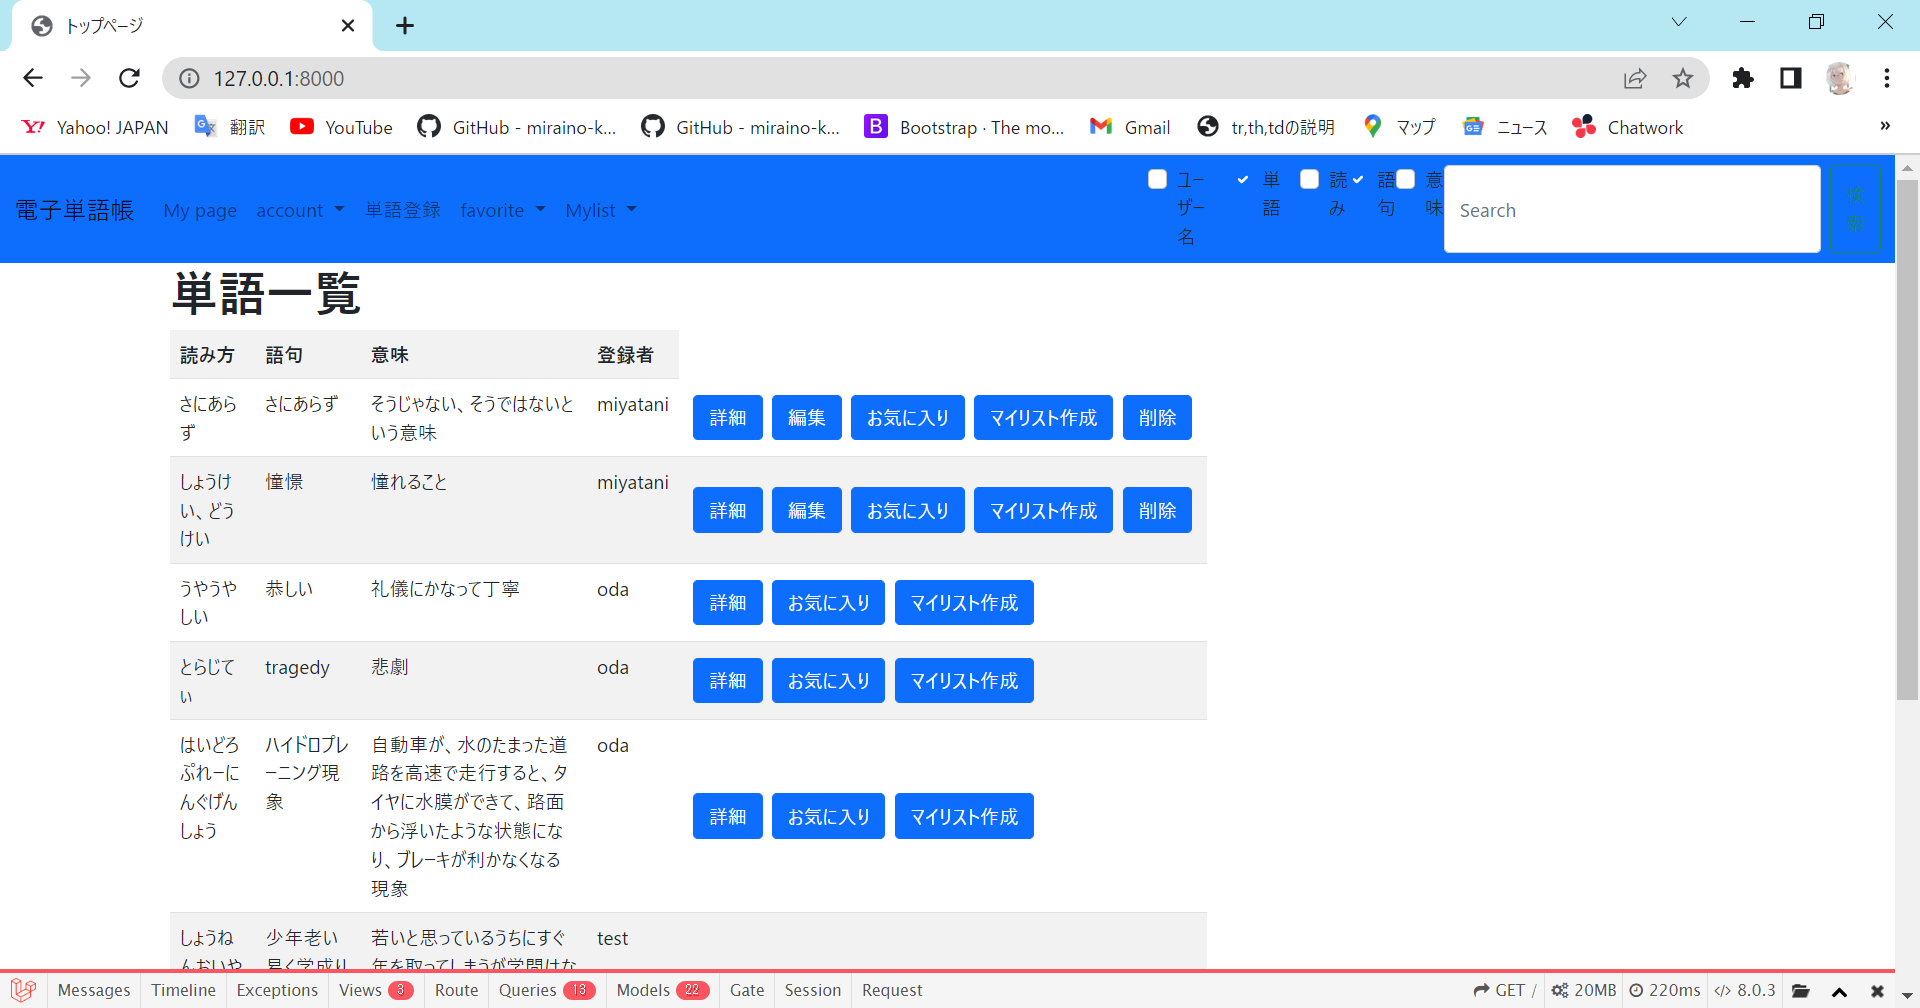 トップページ
127.0.0.1:8000
Yahoo! JAPAN 翻訳 YouTube GitHub - miraino-k... GitHub - miraino-k... Bootstrap · The mo... Gmail tr,th,tdの説明 マップ ニュース Chatwork »
電子単語帳 My page account 単語登録 favorite Mylist ユーザー名 単語 読み 語句 意味 Search 検索
単語一覧
読み方 語句 意味 登録者
さにあら さにあらず そうじゃない、そうではないと miyatani 詳細 編集 お気に入り マイリスト作成 削除
ず いう意味
しょうけ 憧憬 憧れること miyatani 詳細 編集 お気に入り マイリスト作成 削除
い、どう
けい
うやうや 恭しい 礼儀にかなって丁寧 oda 詳細 お気に入り マイリスト作成
しい
とらじて tragedy 悲劇 oda 詳細 お気に入り マイリスト作成
ぃ
はいどろ ハイドロプレ 自動車が、水のたまった道 oda
ぷれーに ーニング現 路を高速で走行すると、タ
んぐげん 象 イヤに水膜ができて、路面 詳細 お気に入り マイリスト作成
しょう から浮いたような状態にな
り、ブレーキが利かなくなる
現象
しょうね 少年老い 若いと思っているうちにすぐ test
んおいや 易く学成り 年を取ってしまうが学問はな
Messages Timeline Exceptions Views 3 Route Queries 13 Models 22 Gate Session Request GET / 20MB 220ms 8.0.3